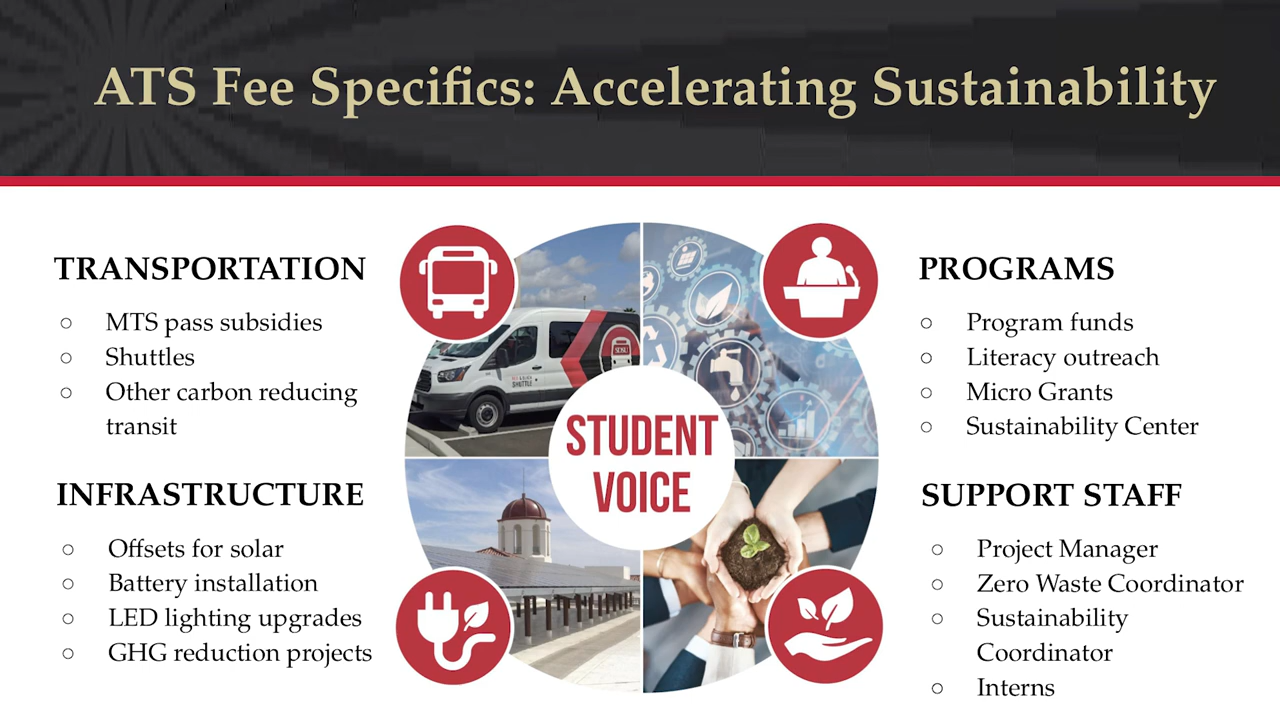 ATS Fee Specifics: Accelerating Sustainability
TRANSPORTATION
○ MTS pass subsidies
○ Shuttles
○ Other carbon reducing
transit
INFRASTRUCTURE
○ Offsets for solar
○ Battery installation
○ LED lighting upgrades
○ GHG reduction projects
SDSU
SHUTTLE
STUDENT
VOICE
PROGRAMS
○ Program funds
○ Literacy outreach
○ Micro Grants
○ Sustainability Center
SUPPORT STAFF
○ Project Manager
○ Zero Waste Coordinator
○ Sustainability
Coordinator
○ Interns